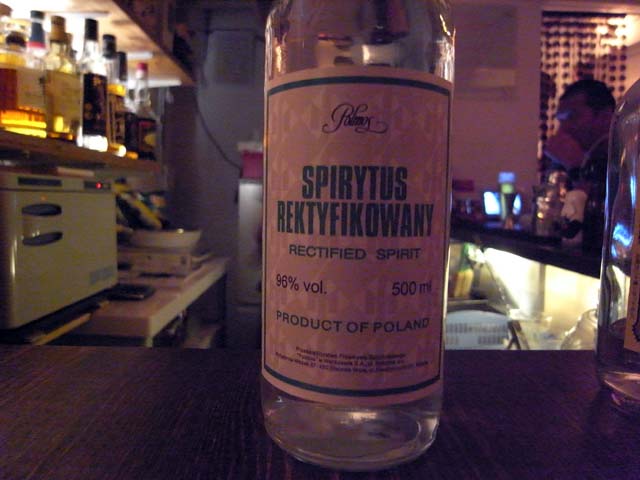 Polmos
SPIRYTUS
REKTYFIKOWANY
RECTIFIED SPIRIT
96% vol. 500 ml
PRODUCT OF POLAND